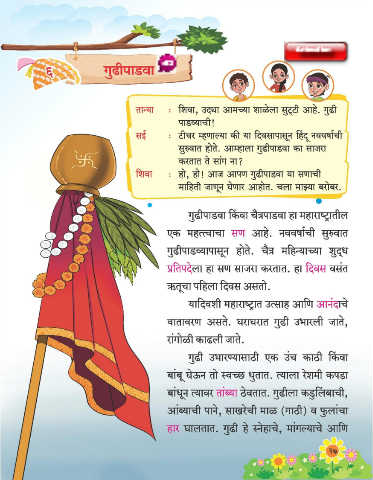 ६
गुढीपाडवा
तान्या : शिवा, उद्या आमच्या शाळेला सुट्टी आहे. गुढी
पाडव्याची!
सई : टीचर म्हणाल्या की या दिवसापासून हिंदू नववर्षाची
सुरुवात होते. आम्हाला गुढीपाडवा का साजरा
करतात ते सांग ना?
शिवा : हो, हो! आज आपण गुढीपाडवा या सणाची
माहिती जाणून घेणार आहोत. चला माझ्या बरोबर.
गुढीपाडवा किंवा चैत्रपाडवा हा महाराष्ट्रातील
एक महत्त्वाचा सण आहे. नववर्षाची सुरुवात
गुढीपाडव्यापासून होते. चैत्र महिन्याच्या शुद्ध
प्रतिपदेला हा सण साजरा करतात. हा दिवस वसंत
ऋतूचा पहिला दिवस असतो.
यादिवशी महाराष्ट्रात उत्साह आणि आनंदाचे
वातावरण असते. घराघरात गुढी उभारली जाते,
रांगोळी काढली जाते.
गुढी उभारण्यासाठी एक उंच काठी किंवा
बांबू घेऊन तो स्वच्छ धुतात. त्याला रेशमी कपडा
बांधून त्यावर तांब्या ठेवतात. गुढीला कडुलिंबाची,
आंब्याची पाने, साखरेची माळ (गाठी) व फुलांचा
हार घालतात. गुढी हे स्नेहाचे, मांगल्याचे आणि